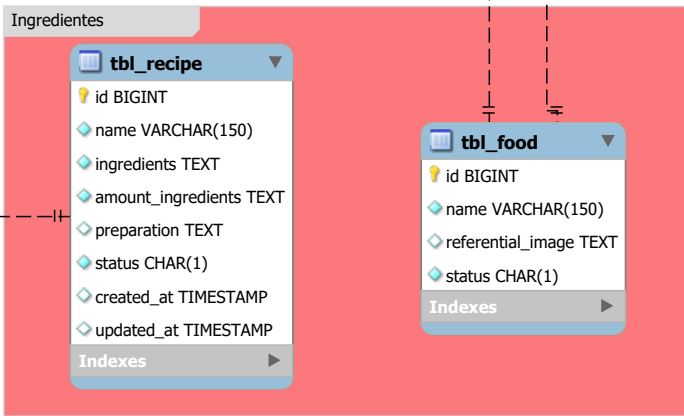 Ingredientes
tbl_recipe
id BIGINT
name VARCHAR(150)
ingredients TEXT
amount_ingredients TEXT
preparation TEXT
status CHAR(1)
created_at TIMESTAMP
updated_at TIMESTAMP
Indexes
tbl_food
id BIGINT
name VARCHAR(150)
referential_image TEXT
status CHAR(1)
Indexes